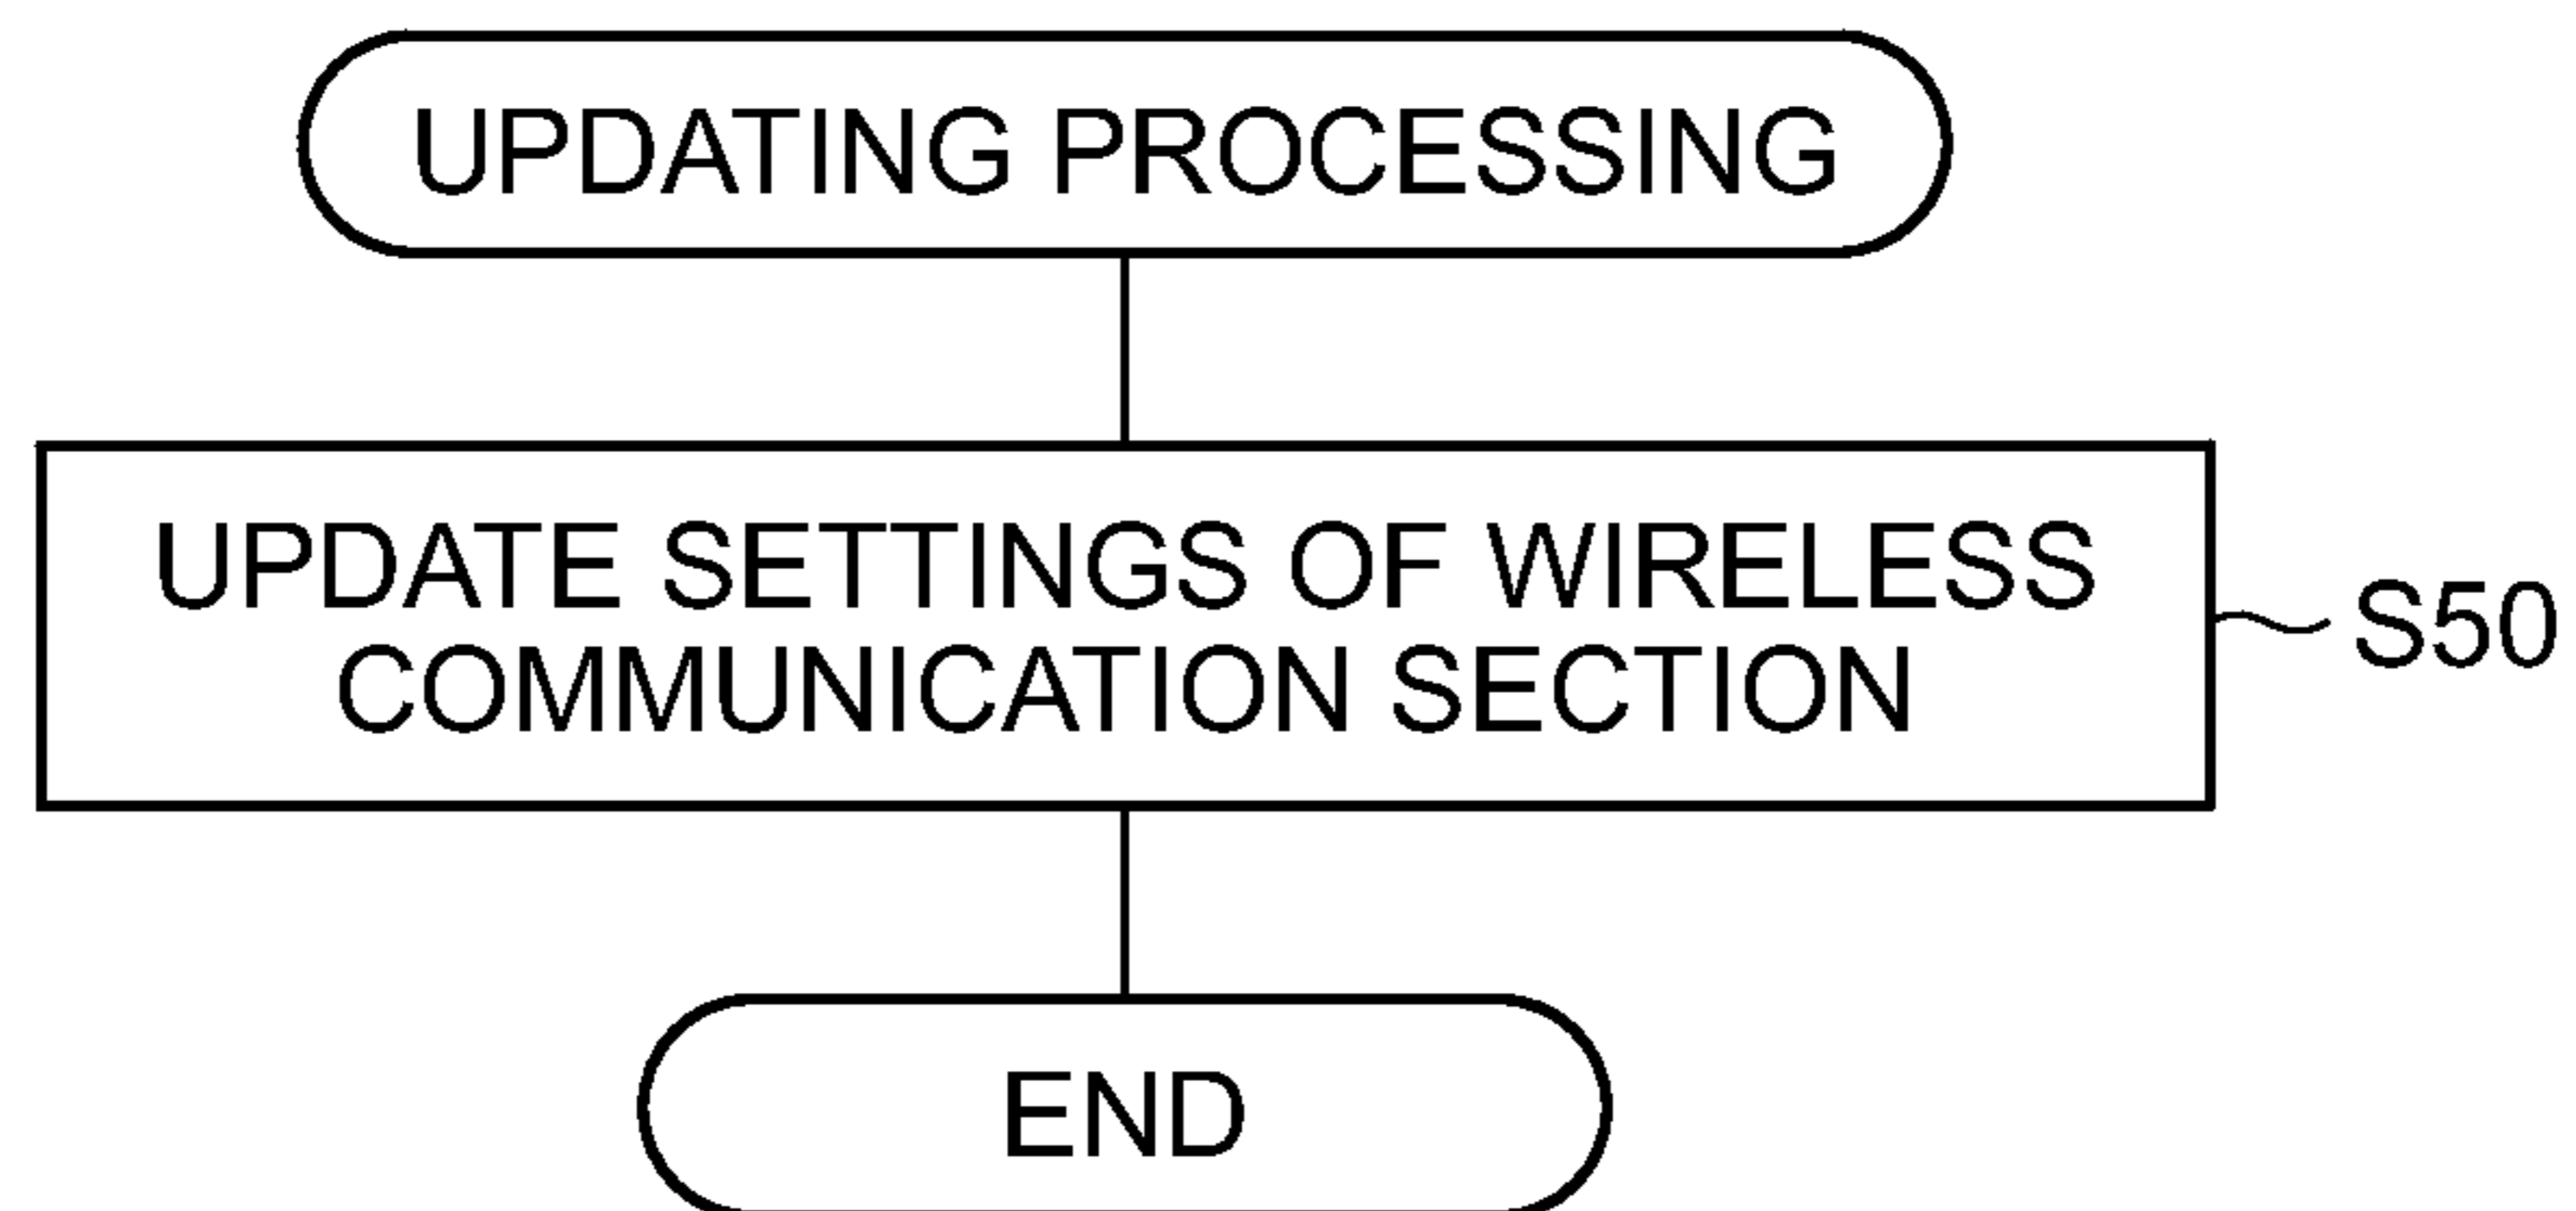 UPDATING PROCESSING
UPDATE SETTINGS OF WIRELESS
COMMUNICATION SECTION
S50
END